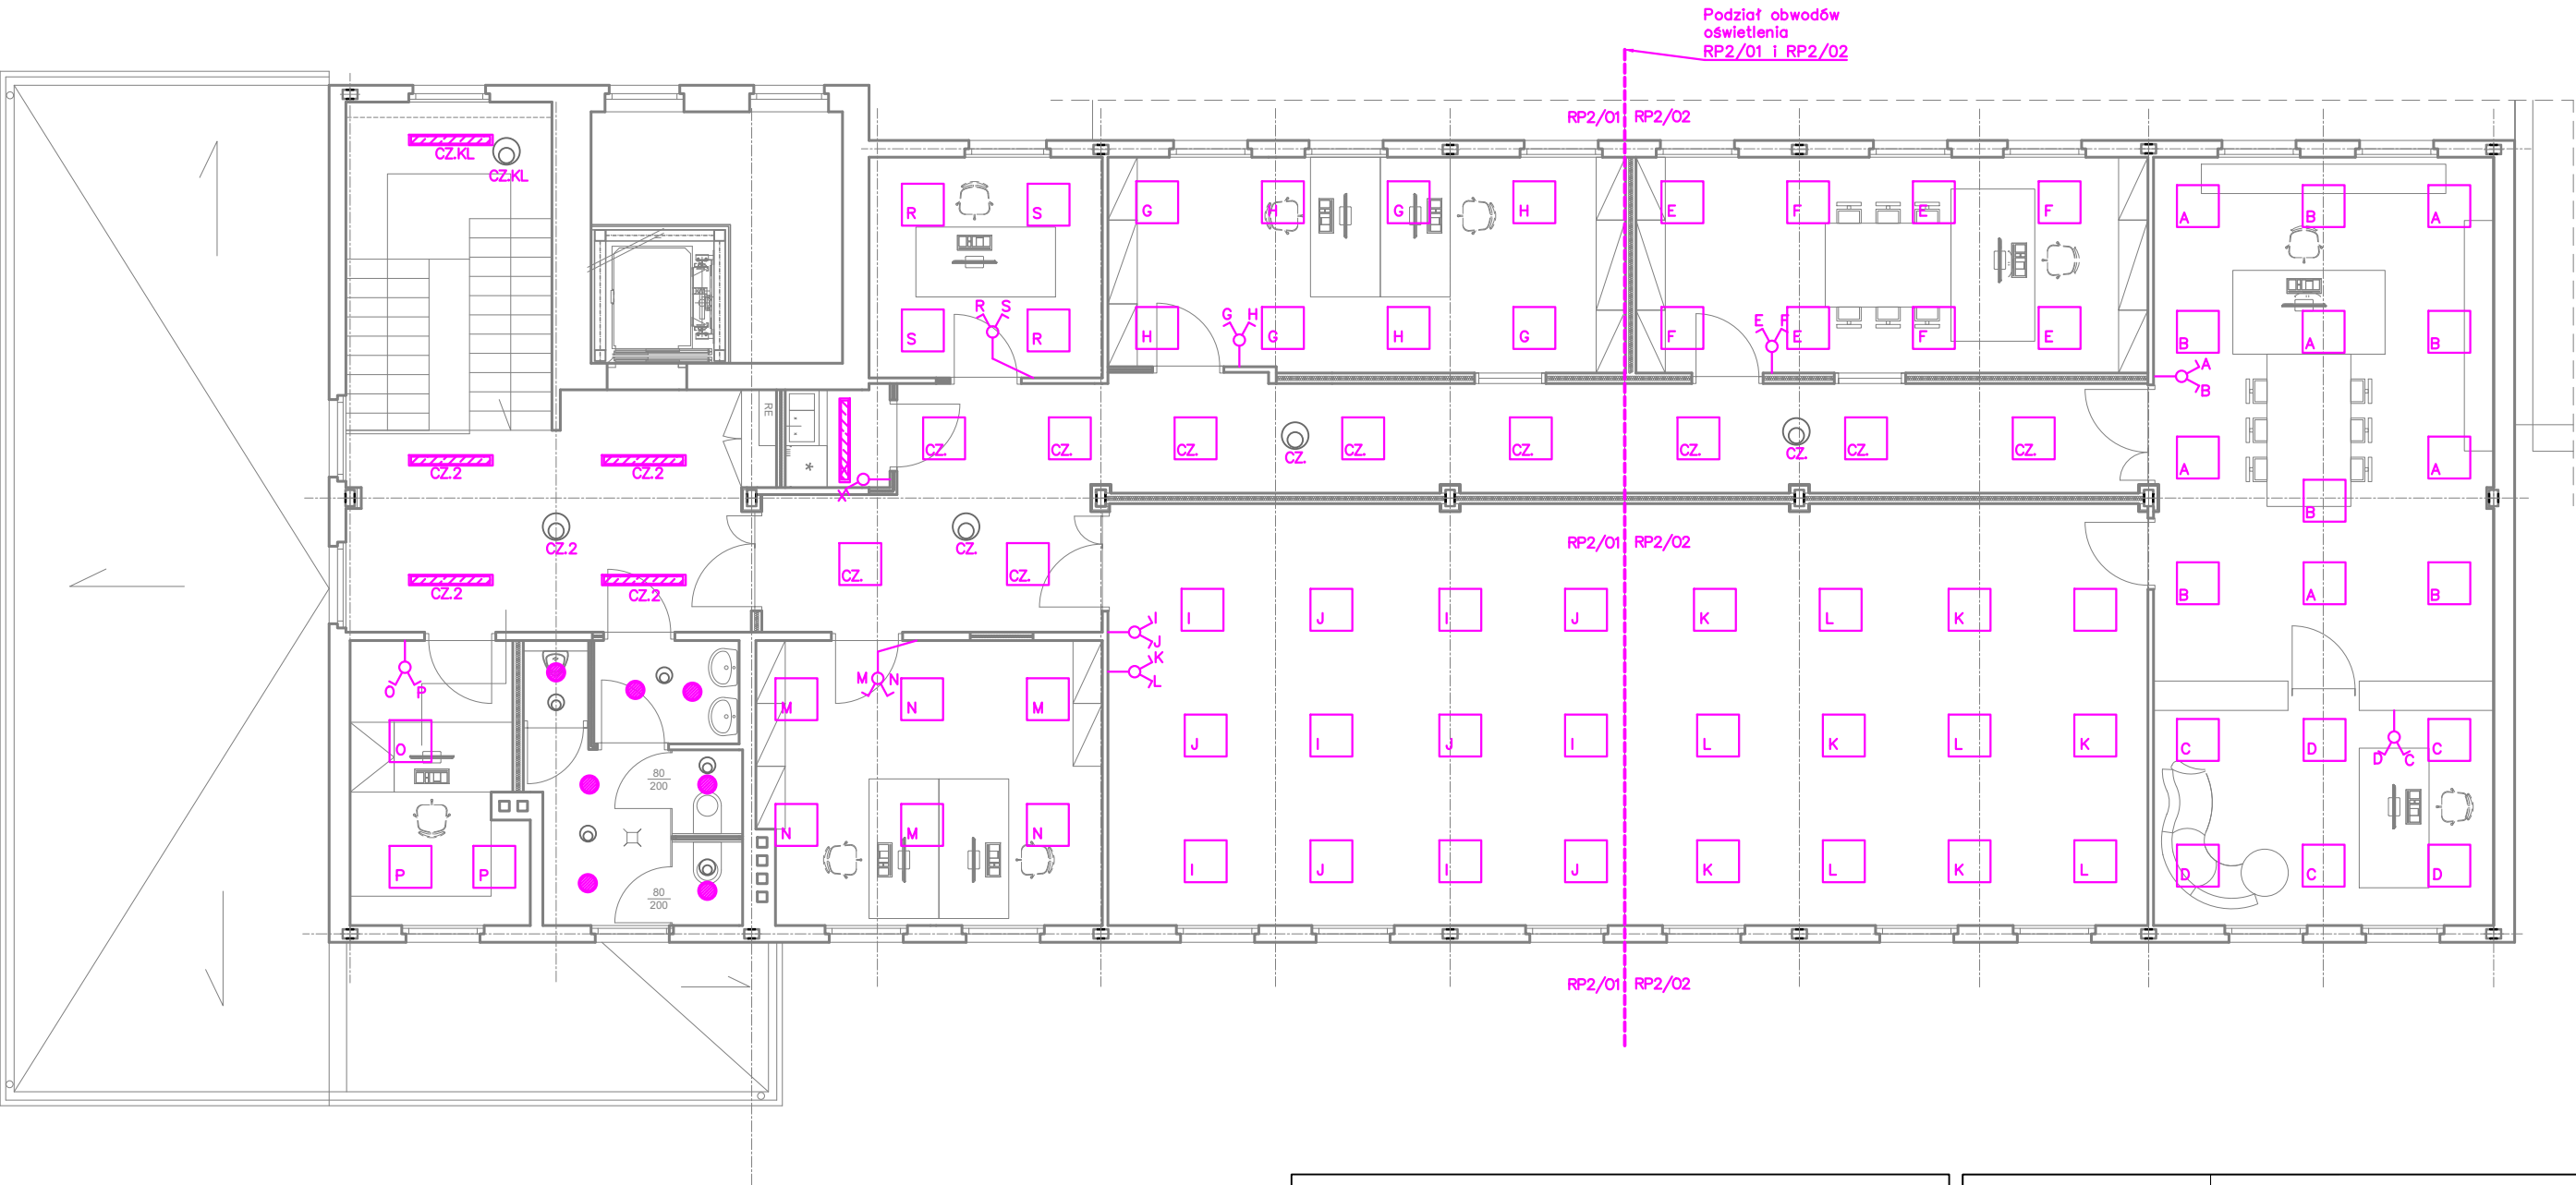 Podział obwodów
oświetlenia
RP2/01 i RP2/02
RP2/01 RP2/02
CZ.KL
CZ.KL
R S G H G H E F E F A B A
R S G H E F
S R H G H G F E F E B A B
A
B
RE
CZ. CZ. CZ. CZ. CZ. CZ. CZ. CZ.
CZ. CZ.
CZ.2 CZ.2 A A
*
X
B
CZ.2 CZ. RP2/01 RP2/02
CZ. CZ.
CZ.2 CZ.2 B A B
I J I J K L K
I
J
K
L
O P M N
M N M
O J I J I L K L K C D C
D C
80
200
N M N
P P I J I J K L K L D C D
80
200
RP2/01 RP2/02